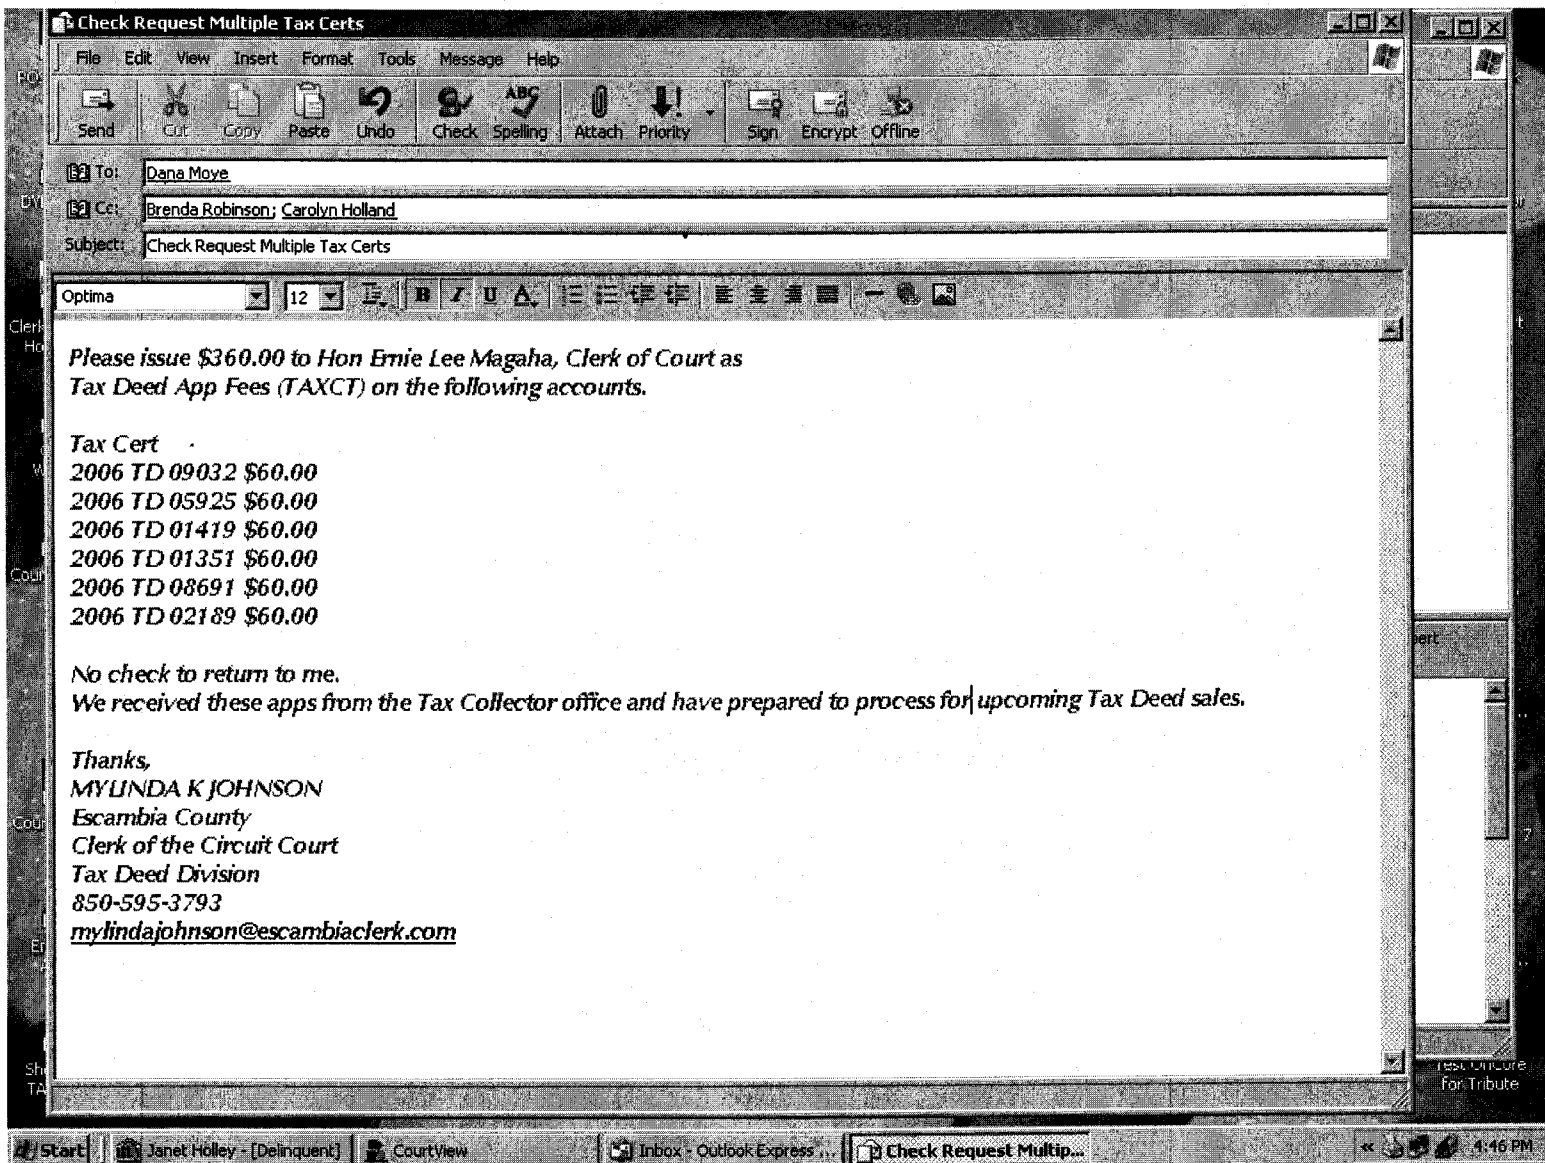 Check Request Multiple Tax Certs
File Edit View Insert Format Tools Message Help
Send Cut Copy Paste Undo Check Spelling Attach Priority Sign Encrypt Offline
To: Dana Moye
Cc: Brenda Robinson; Carolyn Holland
Subject: Check Request Multiple Tax Certs
Optima 12
Please issue $360.00 to Hon Ernie Lee Magaha, Clerk of Court as
Tax Deed App Fees (TAXCT) on the following accounts.
Tax Cert
2006 TD 09032 $60.00
2006 TD 05925 $60.00
2006 TD 01419 $60.00
2006 TD 01351 $60.00
2006 TD 08691 $60.00
2006 TD 02189 $60.00
No check to return to me.
We received these apps from the Tax Collector office and have prepared to process for upcoming Tax Deed sales.
Thanks,
MYLINDA K JOHNSON
Escambia County
Clerk of the Circuit Court
Tax Deed Division
850-595-3793
mylindajohnson@escambiaclerk.com
for Tribute
Start Janet Holley - [Delinquent] CourtView Inbox - Outlook Express ... Check Request Multip... « 4:46 PM